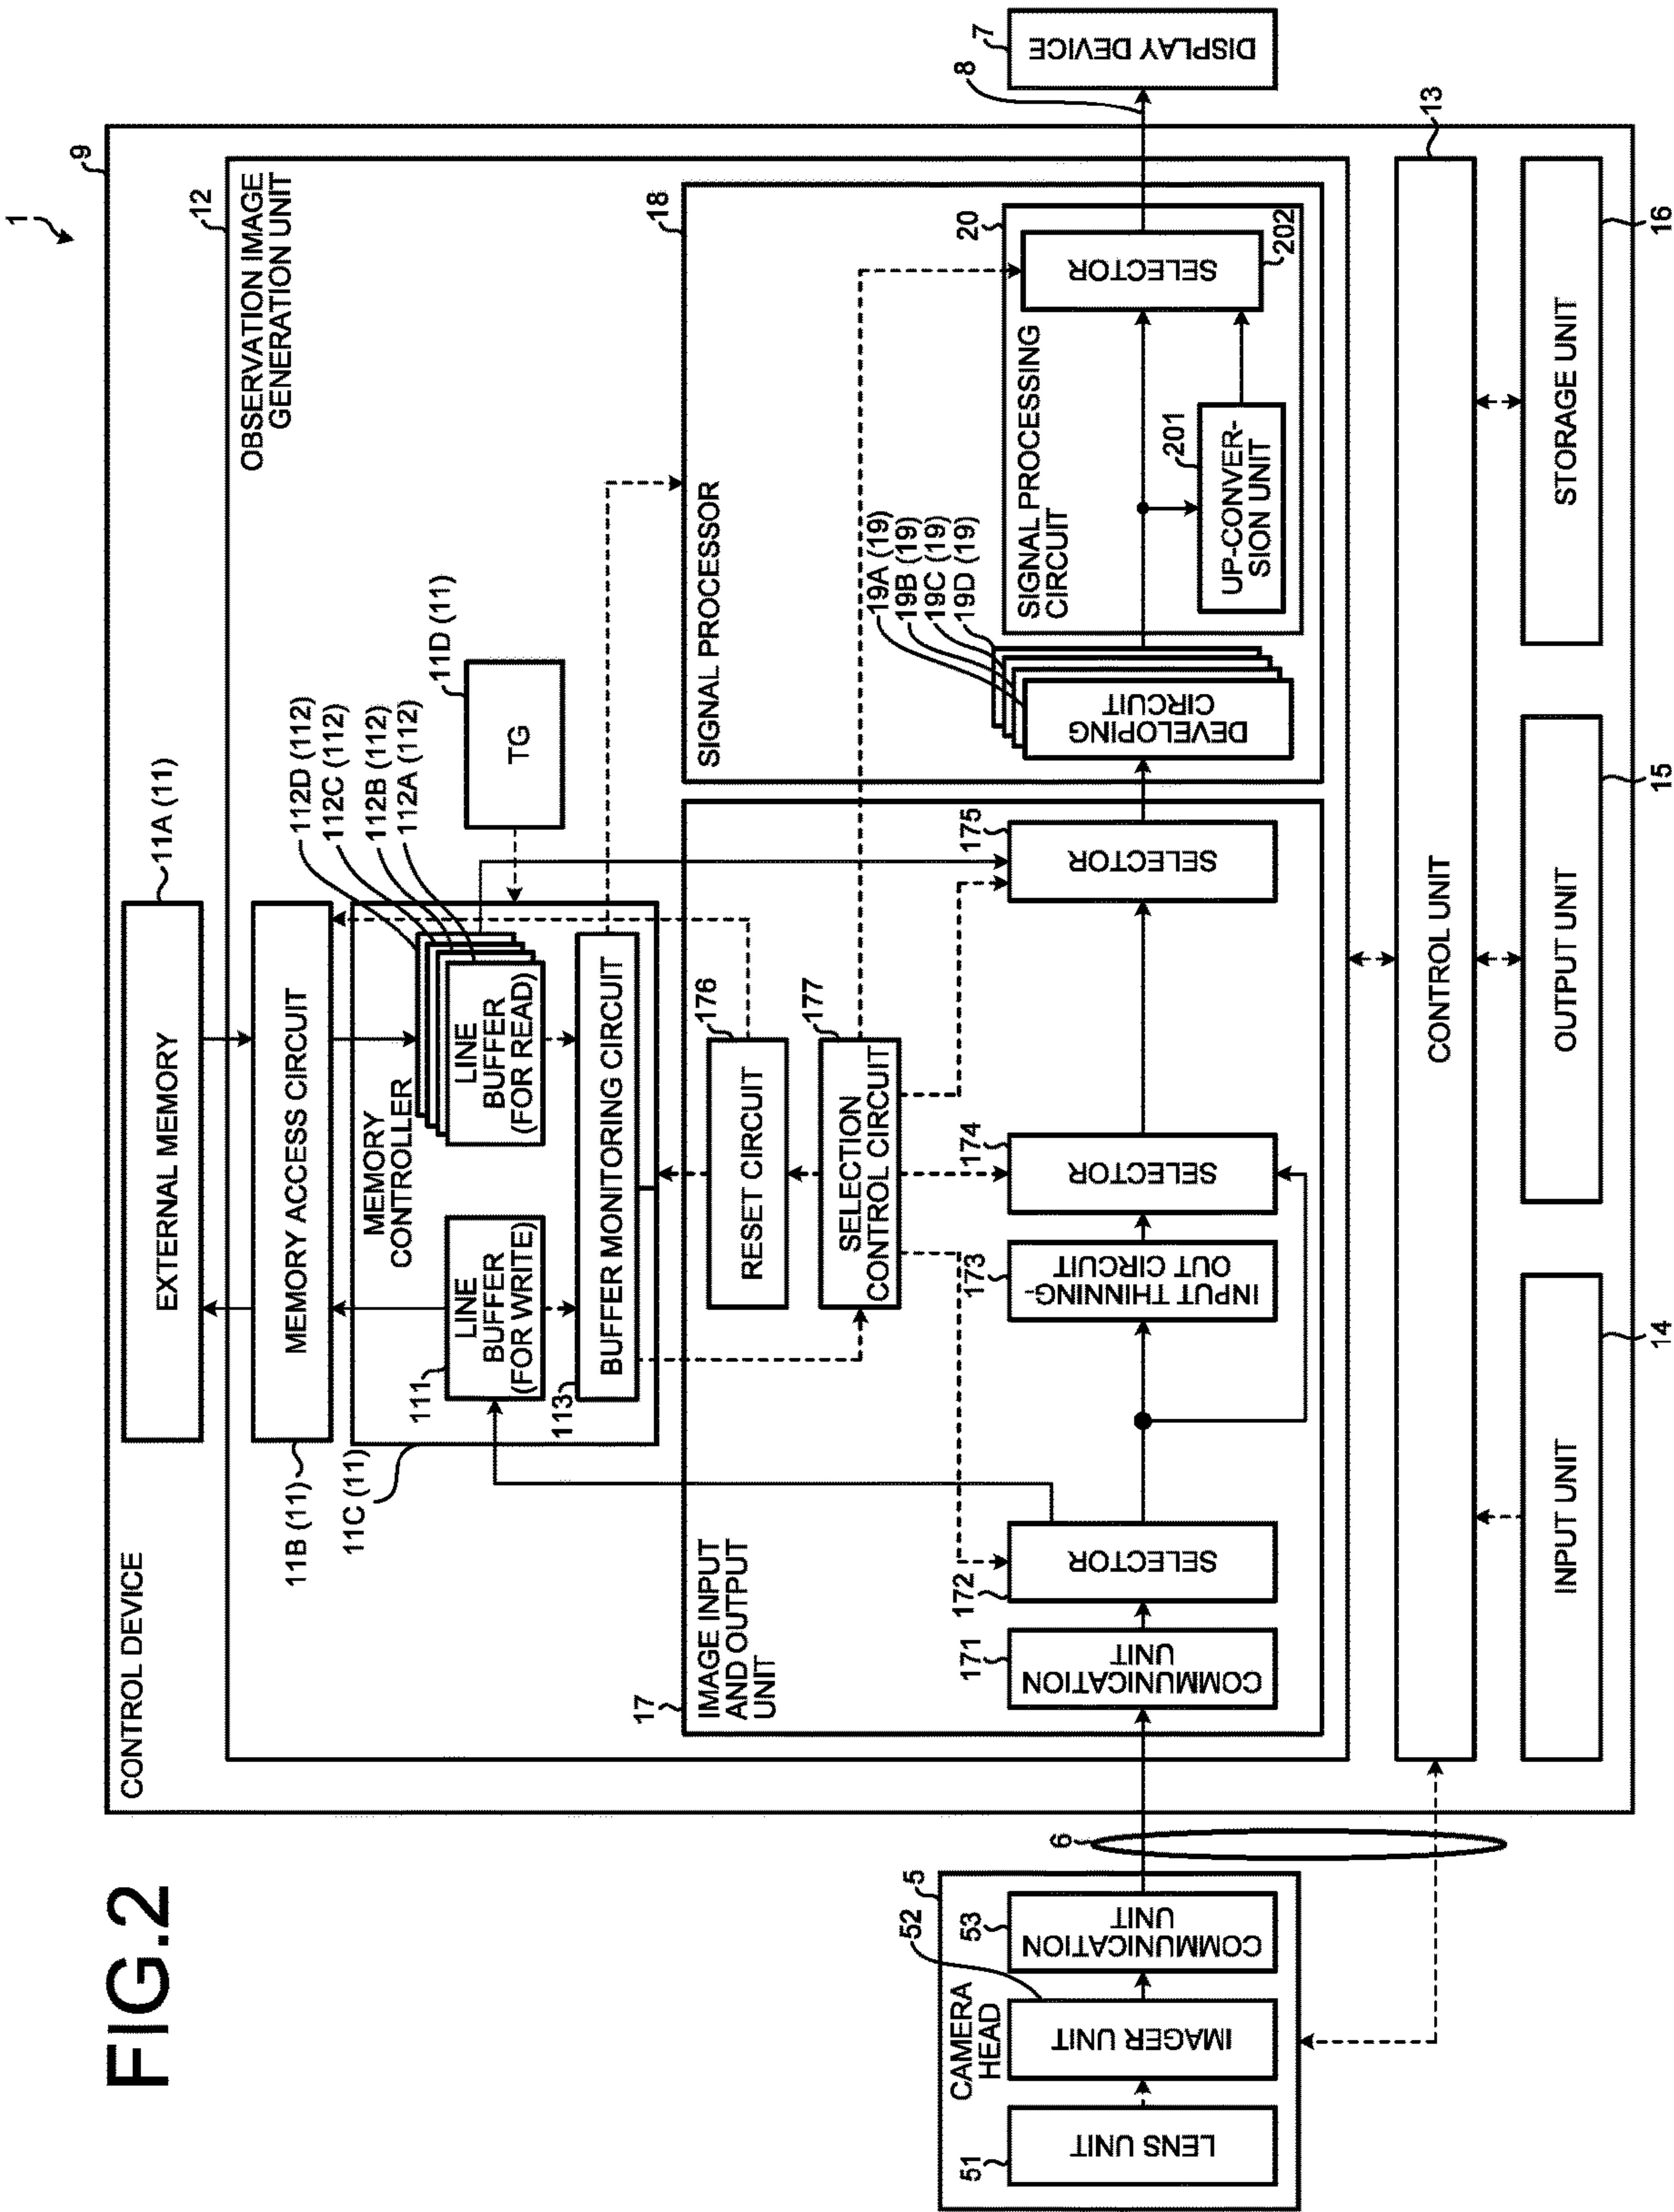 FIG.2
1
9
CONTROL DEVICE
EXTERNAL MEMORY
11A (11)
12
OBSERVATION IMAGE
GENERATION UNIT
MEMORY ACCESS CIRCUIT
11B (11)
11C (11)
MEMORY
CONTROLLER
111
LINE
BUFFER
(FOR WRITE)
LINE
BUFFER
(FOR READ)
112D (112)
112C (112)
112B (112)
112A (112)
TG
11D (11)
113
BUFFER MONITORING CIRCUIT
17
IMAGE INPUT
AND OUTPUT
UNIT
RESET CIRCUIT
176
SELECTION
CONTROL CIRCUIT
177
171
COMMUNICATION
UNIT
172
SELECTOR
173
INPUT THINNING-
OUT CIRCUIT
174
SELECTOR
175
SELECTOR
18
SIGNAL PROCESSOR
19A (19)
19B (19)
19C (19)
19D (19)
DEVELOPING
CIRCUIT
20
SIGNAL PROCESSING
CIRCUIT
201
UP-CONVER-
SION UNIT
SELECTOR
202
8
7
DISPLAY DEVICE
5
CAMERA
HEAD
51
LENS UNIT
52
IMAGER UNIT
53
COMMUNICATION
UNIT
6
CONTROL UNIT
13
INPUT UNIT
14
OUTPUT UNIT
15
STORAGE UNIT
16